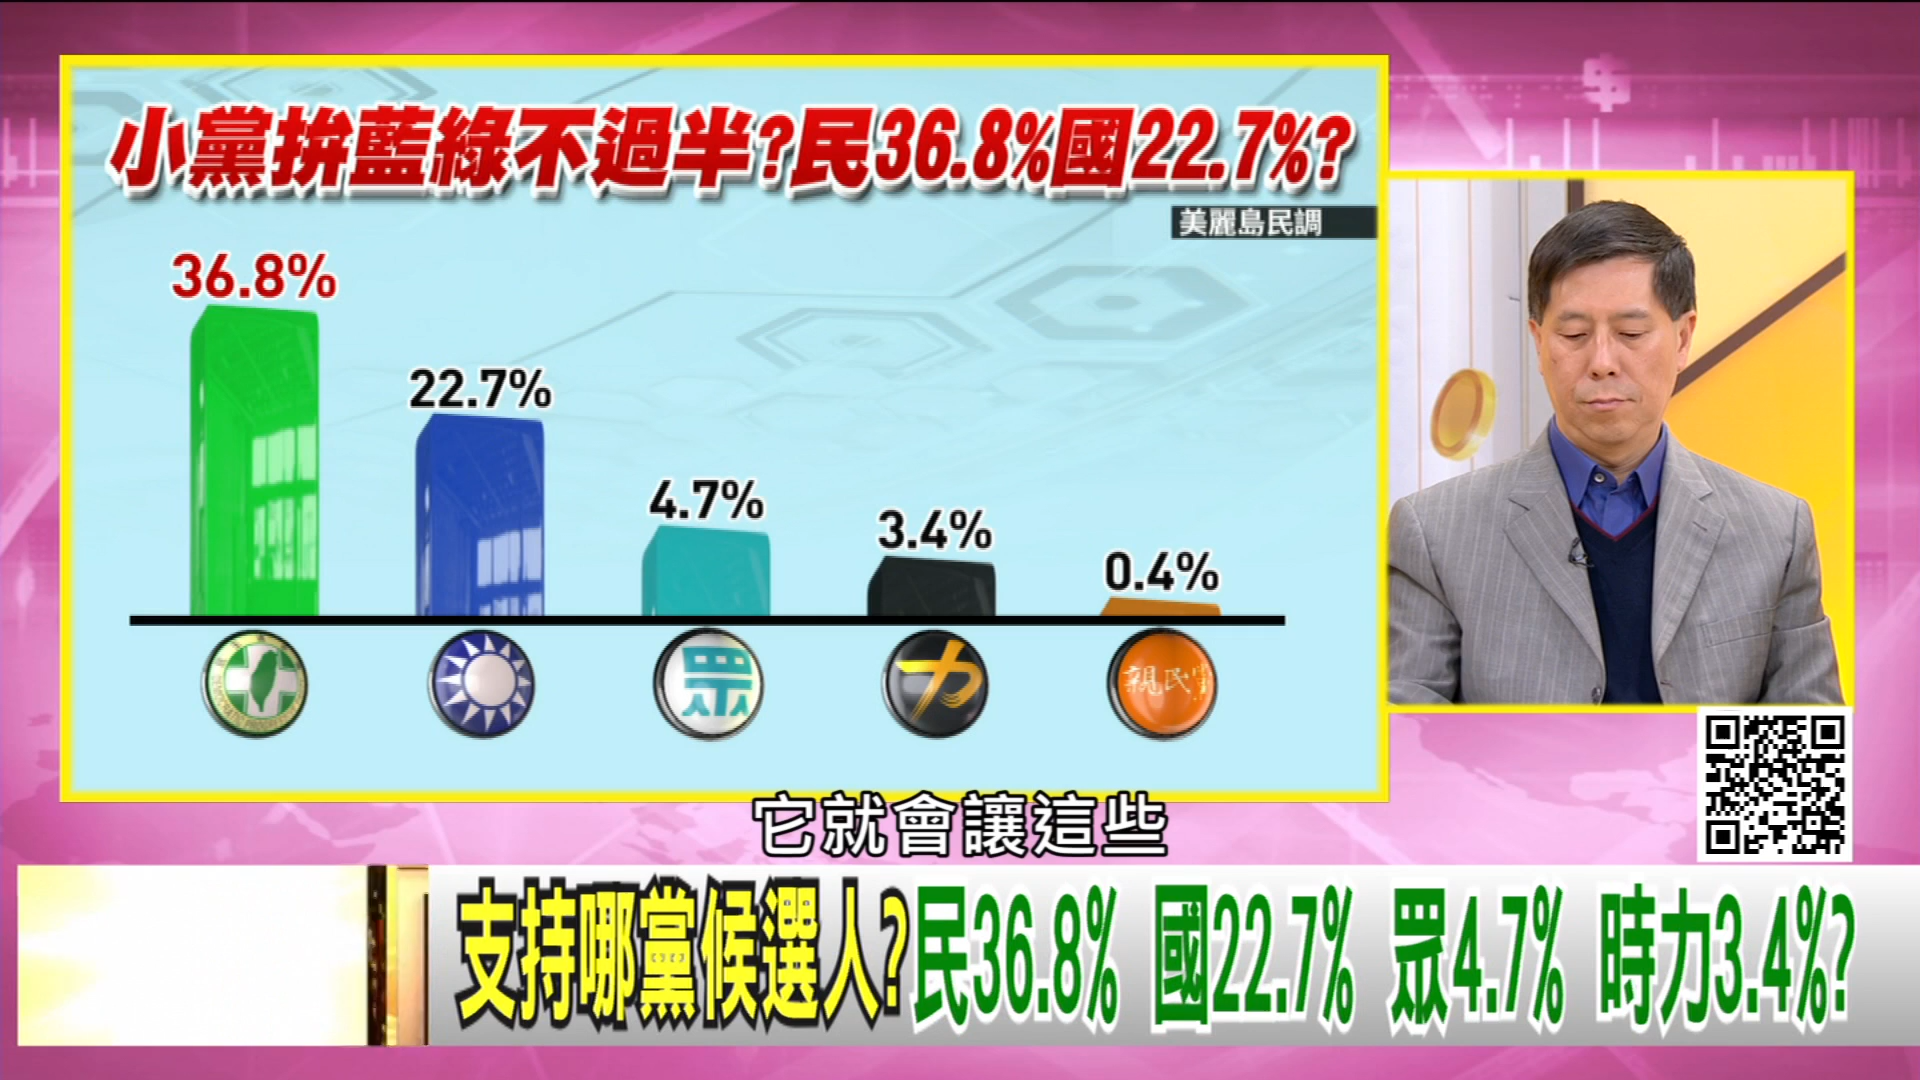 小黨拚藍綠不過半?民36.8%國22.7%?
美麗島民調
36.8%
22.7%
4.7%
3.4%
0.4%
眾
力
親民黨
它就會讓這些
支持哪黨候選人?民36.8% 國22.7% 眾4.7% 時力3.4%?